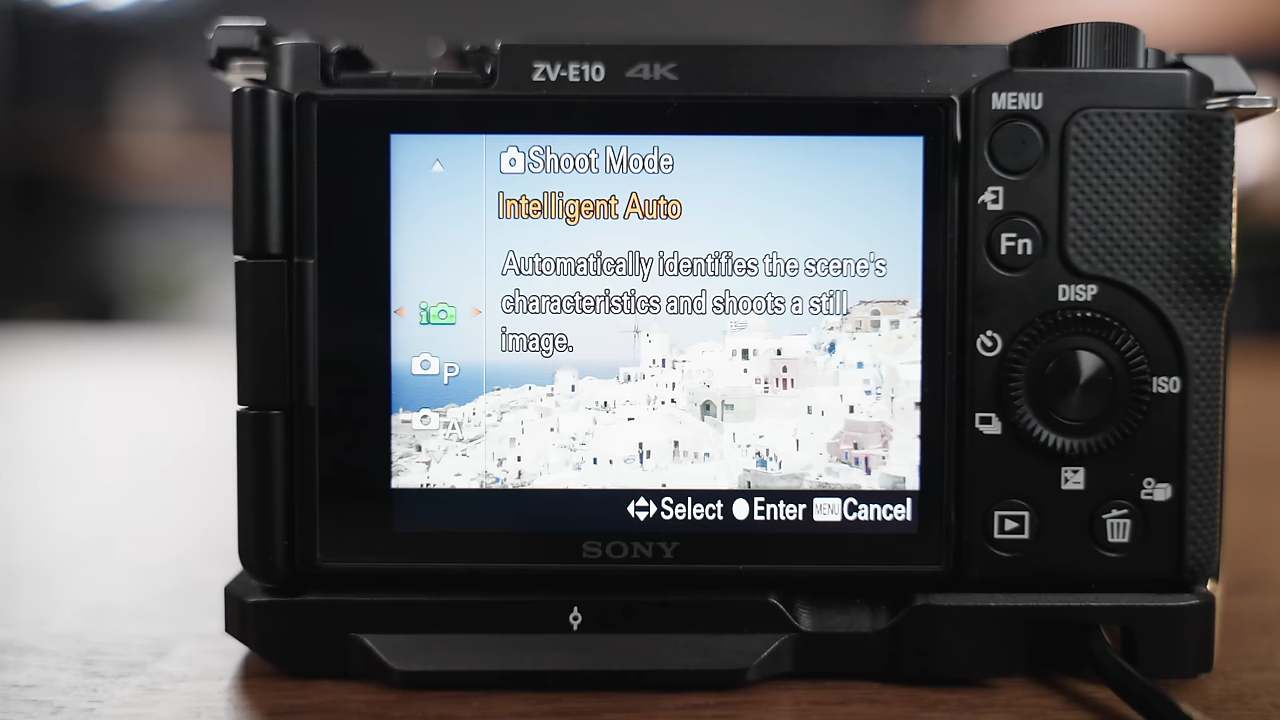 ZV-E10 4K
MENU
Shoot Mode
Intelligent Auto
Automatically identifies the scene's
characteristics and shoots a still
image.
P
A
Select Enter MENU Cancel
SONY
Fn
DISP
ISO